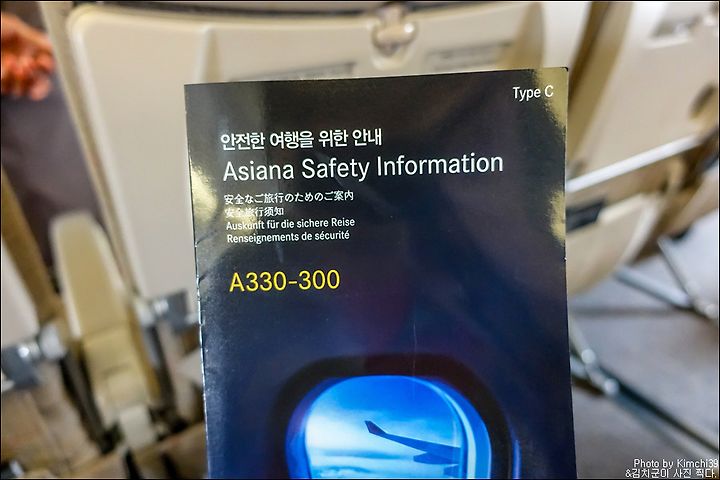 Type C
안전한 여행을 위한 안내
Asiana Safety Information
安全なご旅行のためのご案内
安全旅行须知
Auskunft für die sichere Reise
Renseignements de sécurité
A330-300
Photo by Kimchi39
&김치군이 사진 찍다.